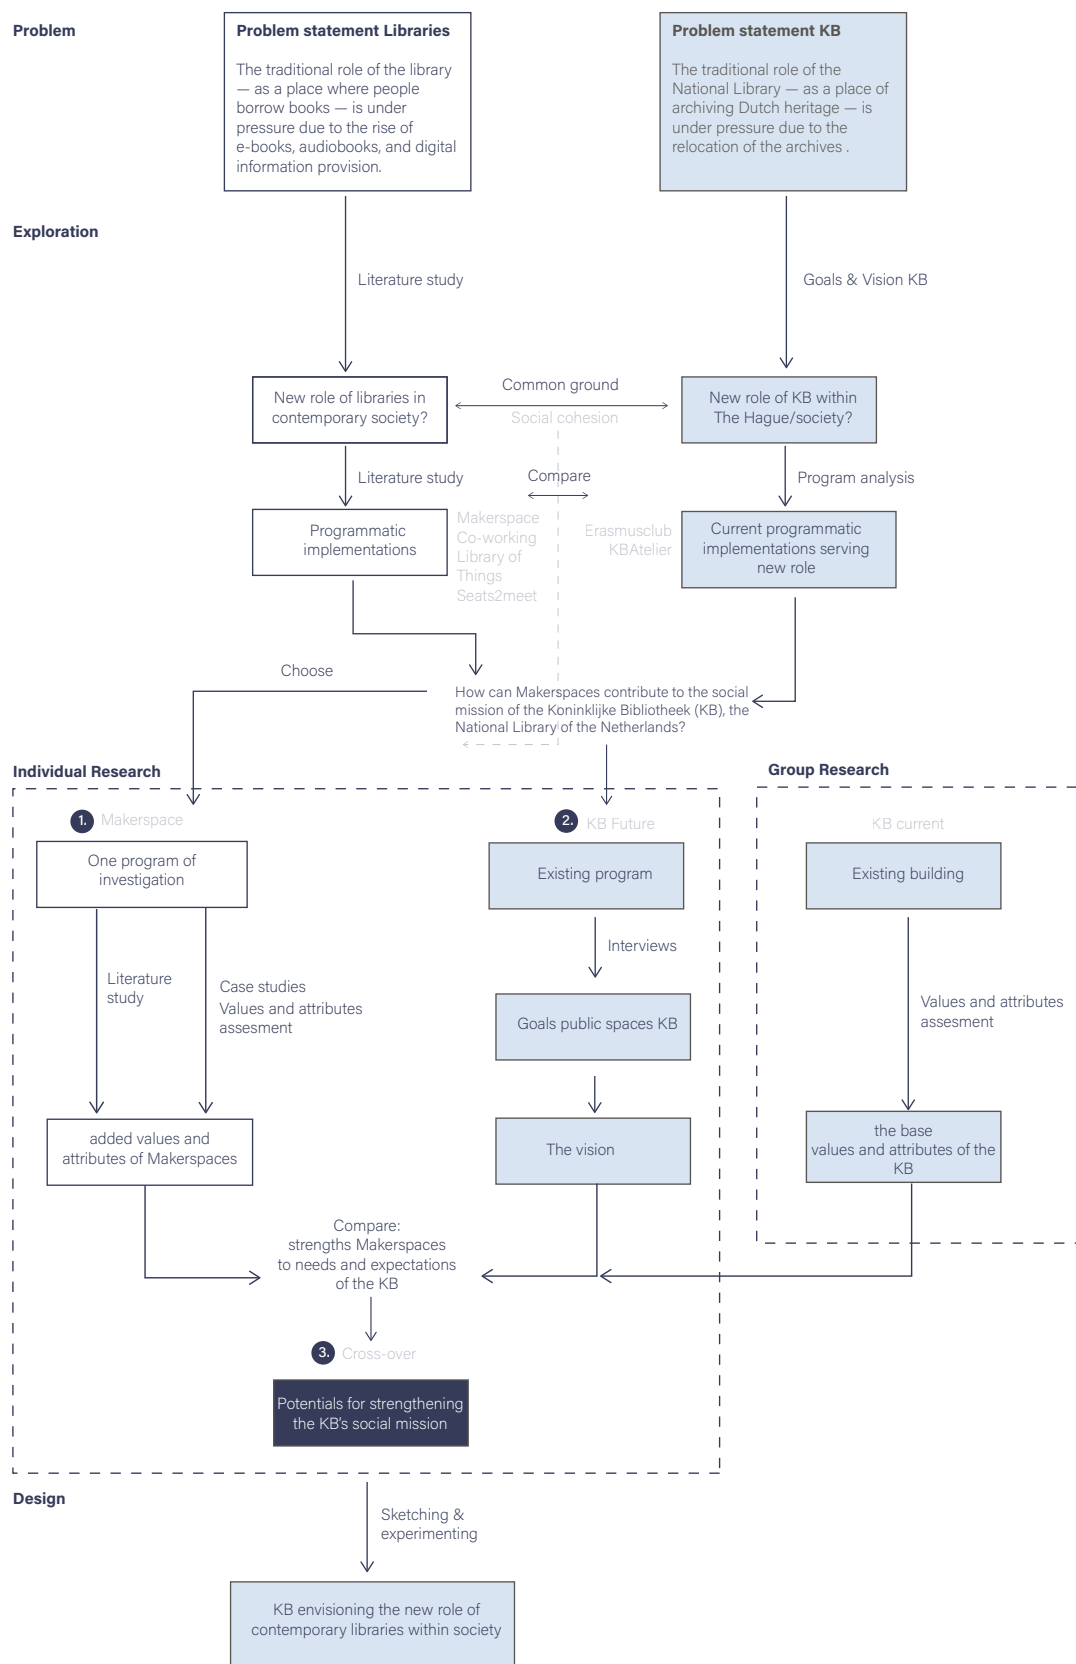 Problem
Problem statement Libraries
The traditional role of the library
— as a place where people
borrow books — is under
pressure due to the rise of
e-books, audiobooks, and digital
information provision.
Problem statement KB
The traditional role of the
National Library — as a place of
archiving Dutch heritage — is
under pressure due to the
relocation of the archives .
Exploration
Literature study
Goals & Vision KB
New role of libraries in
contemporary society?
Common ground
Social cohesion
New role of KB within
The Hague/society?
Literature study
Compare
Program analysis
Programmatic
implementations
Makerspace
Co-working
Library of
Things
Seats2meet
Erasmusclub
KBAtelier
Current programmatic
implementations serving
new role
Choose
How can Makerspaces contribute to the social
mission of the Koninklijke Bibliotheek (KB), the
National Library of the Netherlands?
Individual Research
Group Research
1. Makerspace
2. KB Future
KB current
One program of
investigation
Existing program
Existing building
Literature
study
Case studies
Values and attributes
assesment
Interviews
Goals public spaces KB
Values and attributes
assesment
added values and
attributes of Makerspaces
The vision
the base
values and attributes of the
KB
Compare:
strengths Makerspaces
to needs and expectations
of the KB
3. Cross-over
Potentials for strengthening
the KB's social mission
Design
Sketching &
experimenting
KB envisioning the new role of
contemporary libraries within society